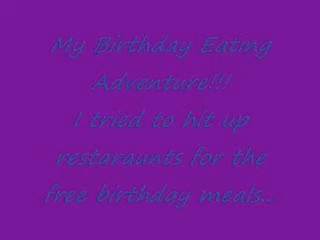 My Birthday Eating
Adventure!!!
I tried to hit up
restaraunts for the
free birthday meals...